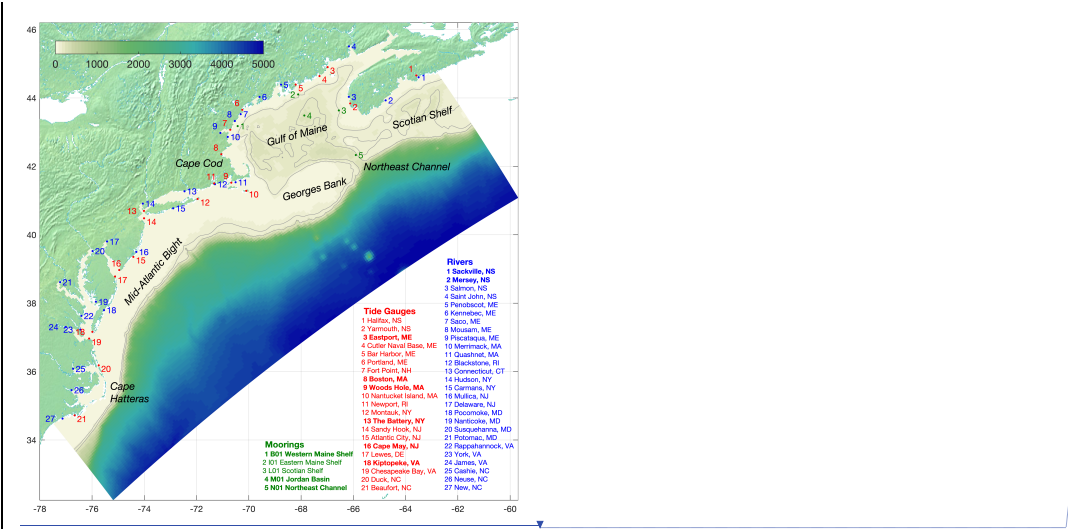 46
44
42
40
38
36
34
-78
-76
-74
-72
-70
-68
-66
-64
-62
-60
0
1000
2000
3000
4000
5000
Gulf of Maine
Scotian Shelf
Cape Cod
Northeast Channel
Georges Bank
Mid-Atlantic Bight
Cape
Hatteras
Moorings
1 B01 Western Maine Shelf
2 I01 Eastern Maine Shelf
3 L01 Scotian Shelf
4 M01 Jordan Basin
5 N01 Northeast Channel
Tide Gauges
1 Halifax, NS
2 Yarmouth, NS
3 Eastport, ME
4 Cutler Naval Base, ME
5 Bar Harbor, ME
6 Portland, ME
7 Fort Point, NH
8 Boston, MA
9 Woods Hole, MA
10 Nantucket Island, MA
11 Newport, RI
12 Montauk, NY
13 The Battery, NY
14 Sandy Hook, NJ
15 Atlantic City, NJ
16 Cape May, NJ
17 Lewes, DE
18 Kiptopeke, VA
19 Chesapeake Bay, VA
20 Duck, NC
21 Beaufort, NC
Rivers
1 Sackville, NS
2 Mersey, NS
3 Salmon, NS
4 Saint John, NS
5 Penobscot, ME
6 Kennebec, ME
7 Saco, ME
8 Mousam, ME
9 Piscataqua, ME
10 Merrimack, MA
11 Quashnet, MA
12 Blackstone, RI
13 Connecticut, CT
14 Hudson, NY
15 Carmans, NY
16 Mullica, NJ
17 Delaware, NJ
18 Pocomoke, MD
19 Nanticoke, MD
20 Susquehanna, MD
21 Potomac, MD
22 Rappahannock, VA
23 York, VA
24 James, VA
25 Cashie, NC
26 Neuse, NC
27 New, NC